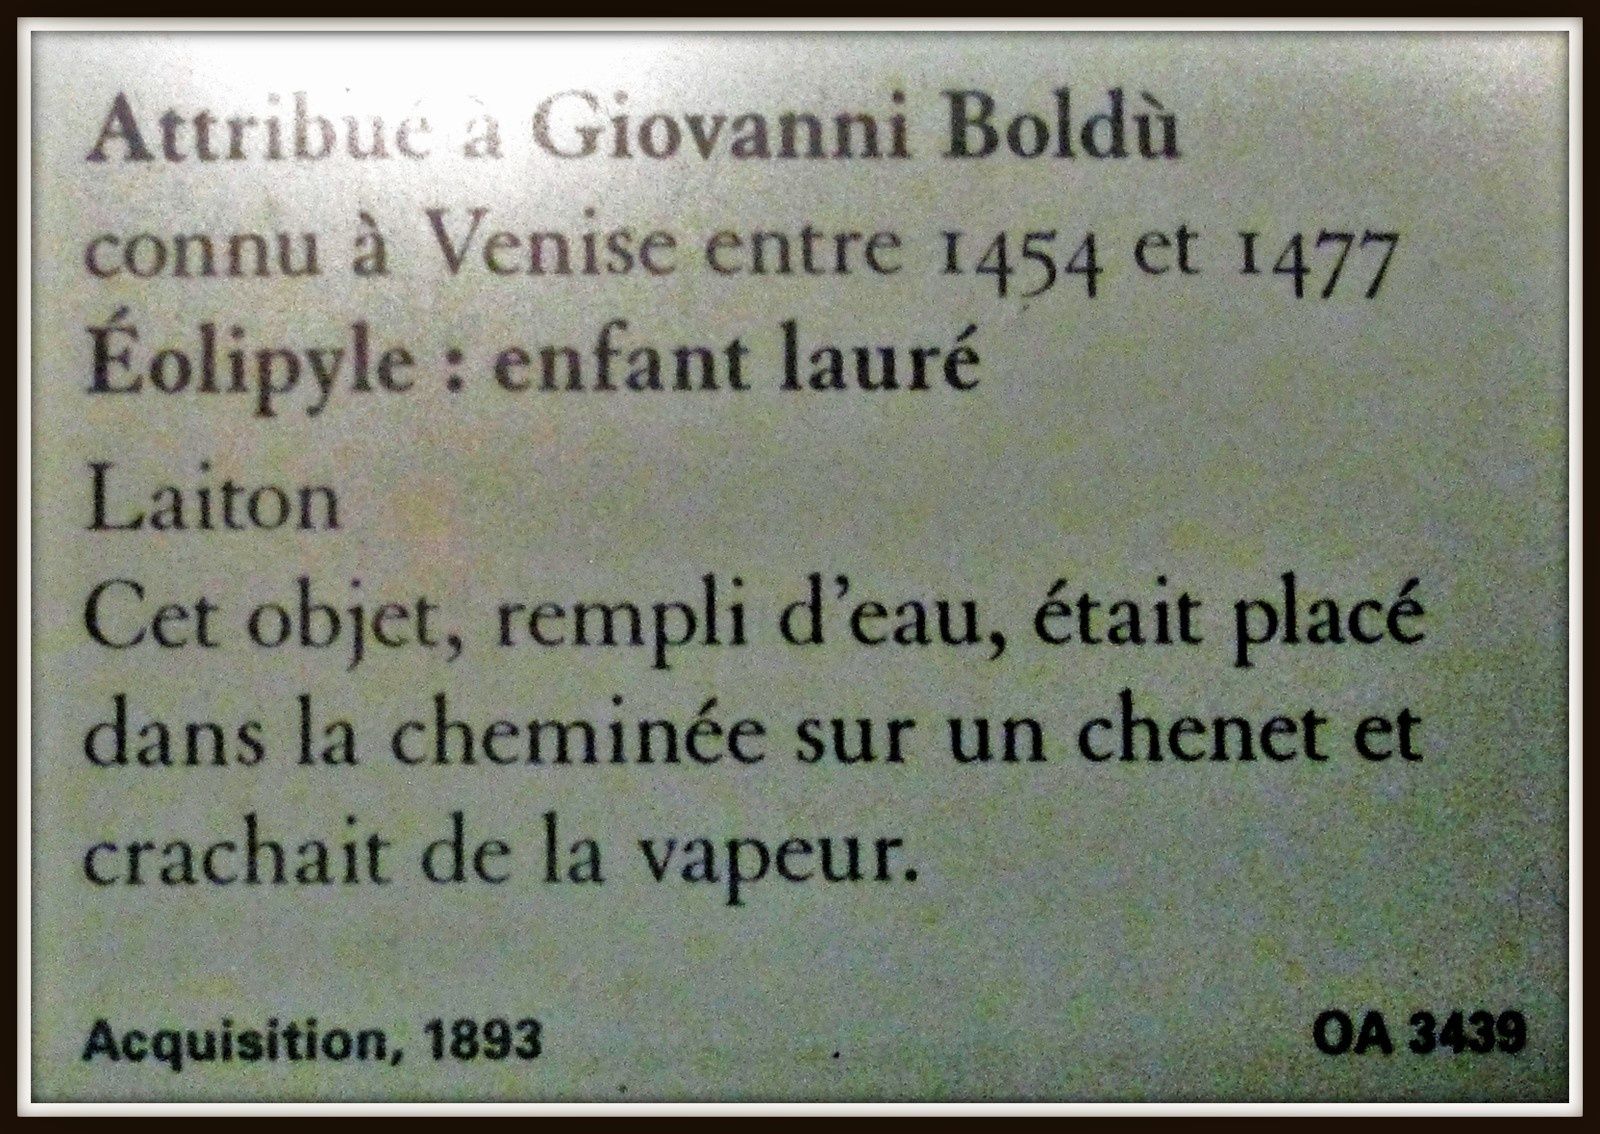 Attribué à Giovanni Boldù
connu à Venise entre 1454 et 1477
Éolipyle : enfant lauré
Laiton
Cet objet, rempli d’eau, était placé
dans la cheminée sur un chenet et
crachait de la vapeur.
Acquisition, 1893
OA 3439